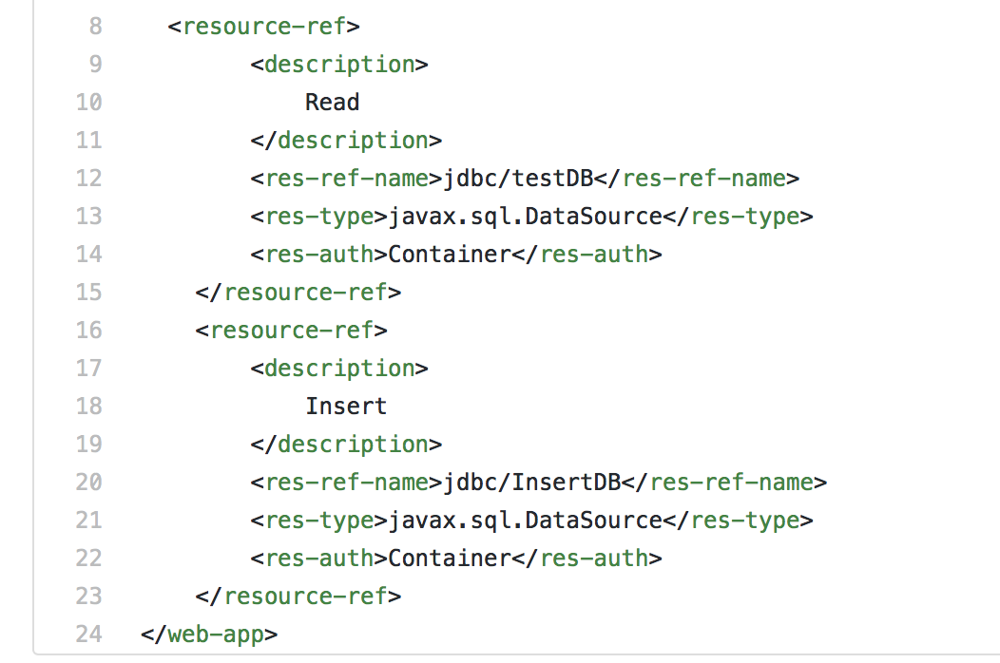 8 <resource-ref>
9 <description>
10 Read
11 </description>
12 <res-ref-name>jdbc/testDB</res-ref-name>
13 <res-type>javax.sql.DataSource</res-type>
14 <res-auth>Container</res-auth>
15 </resource-ref>
16 <resource-ref>
17 <description>
18 Insert
19 </description>
20 <res-ref-name>jdbc/InsertDB</res-ref-name>
21 <res-type>javax.sql.DataSource</res-type>
22 <res-auth>Container</res-auth>
23 </resource-ref>
24 </web-app>